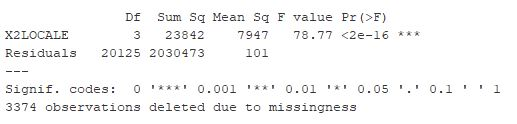 Df Sum Sq Mean Sq F value Pr(>F)
X2LOCALE 3 23842 7947 78.77 <2e-16 ***
Residuals 20125 2030473 101
---
Signif. codes: 0 '***' 0.001 '**' 0.01 '*' 0.05 '.' 0.1 ' ' 1
3374 observations deleted due to missingness